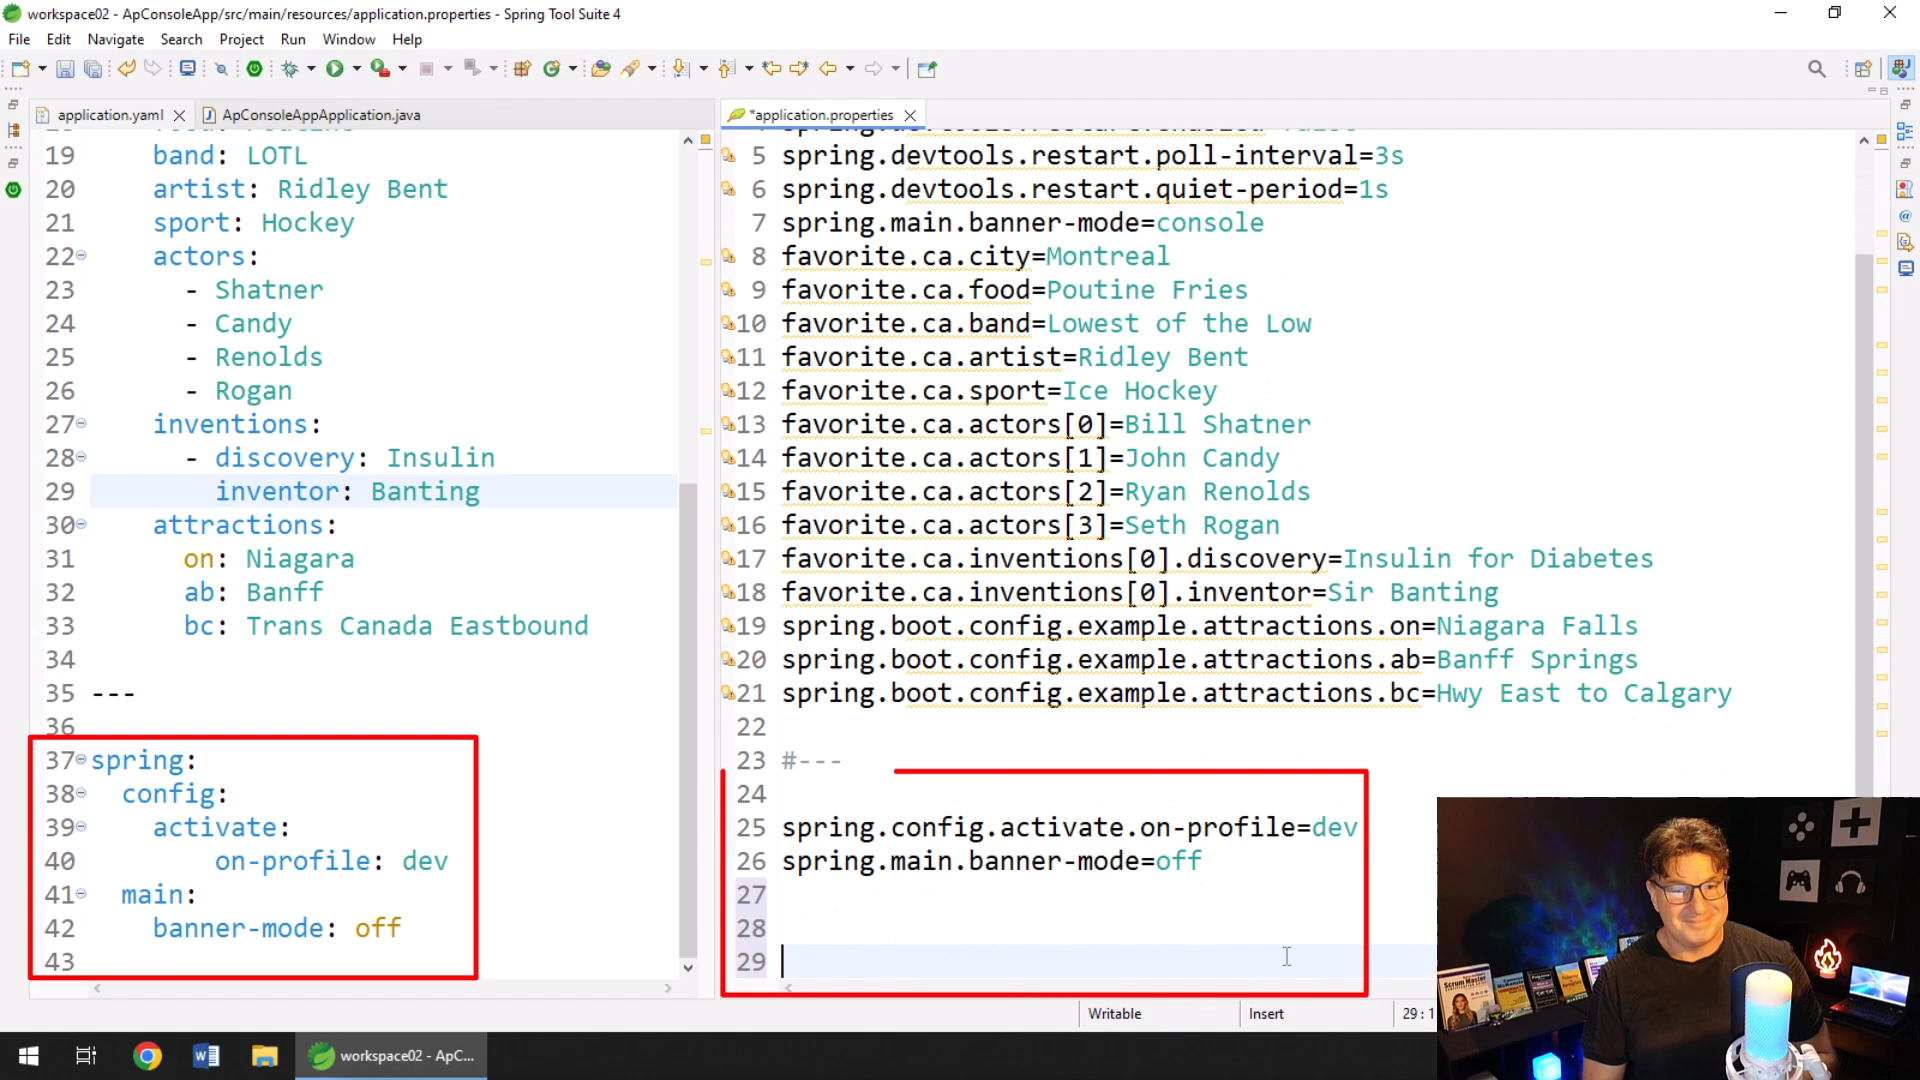 workspace02 - ApConsoleApp/src/main/resources/application.properties - Spring Tool Suite 4
File Edit Navigate Search Project Run Window Help
application.yaml ApConsoleAppApplication.java
19 band: LOTL
20 artist: Ridley Bent
21 sport: Hockey
22 actors:
23 - Shatner
24 - Candy
25 - Renolds
26 - Rogan
27 inventions:
28 - discovery: Insulin
29 inventor: Banting
30 attractions:
31 on: Niagara
32 ab: Banff
33 bc: Trans Canada Eastbound
34
35 ---
36
37 spring:
38 config:
39 activate:
40 on-profile: dev
41 main:
42 banner-mode: off
43
*application.properties
5 spring.devtools.restart.poll-interval=3s
6 spring.devtools.restart.quiet-period=1s
7 spring.main.banner-mode=console
8 favorite.ca.city=Montreal
9 favorite.ca.food=Poutine Fries
10 favorite.ca.band=Lowest of the Low
11 favorite.ca.artist=Ridley Bent
12 favorite.ca.sport=Ice Hockey
13 favorite.ca.actors[0]=Bill Shatner
14 favorite.ca.actors[1]=John Candy
15 favorite.ca.actors[2]=Ryan Renolds
16 favorite.ca.actors[3]=Seth Rogan
17 favorite.ca.inventions[0].discovery=Insulin for Diabetes
18 favorite.ca.inventions[0].inventor=Sir Banting
19 spring.boot.config.example.attractions.on=Niagara Falls
20 spring.boot.config.example.attractions.ab=Banff Springs
21 spring.boot.config.example.attractions.bc=Hwy East to Calgary
22
23 #---
24
25 spring.config.activate.on-profile=dev
26 spring.main.banner-mode=off
27
28
29
Writable Insert 29 : 1
Scrum Master
workspace02 - ApC...